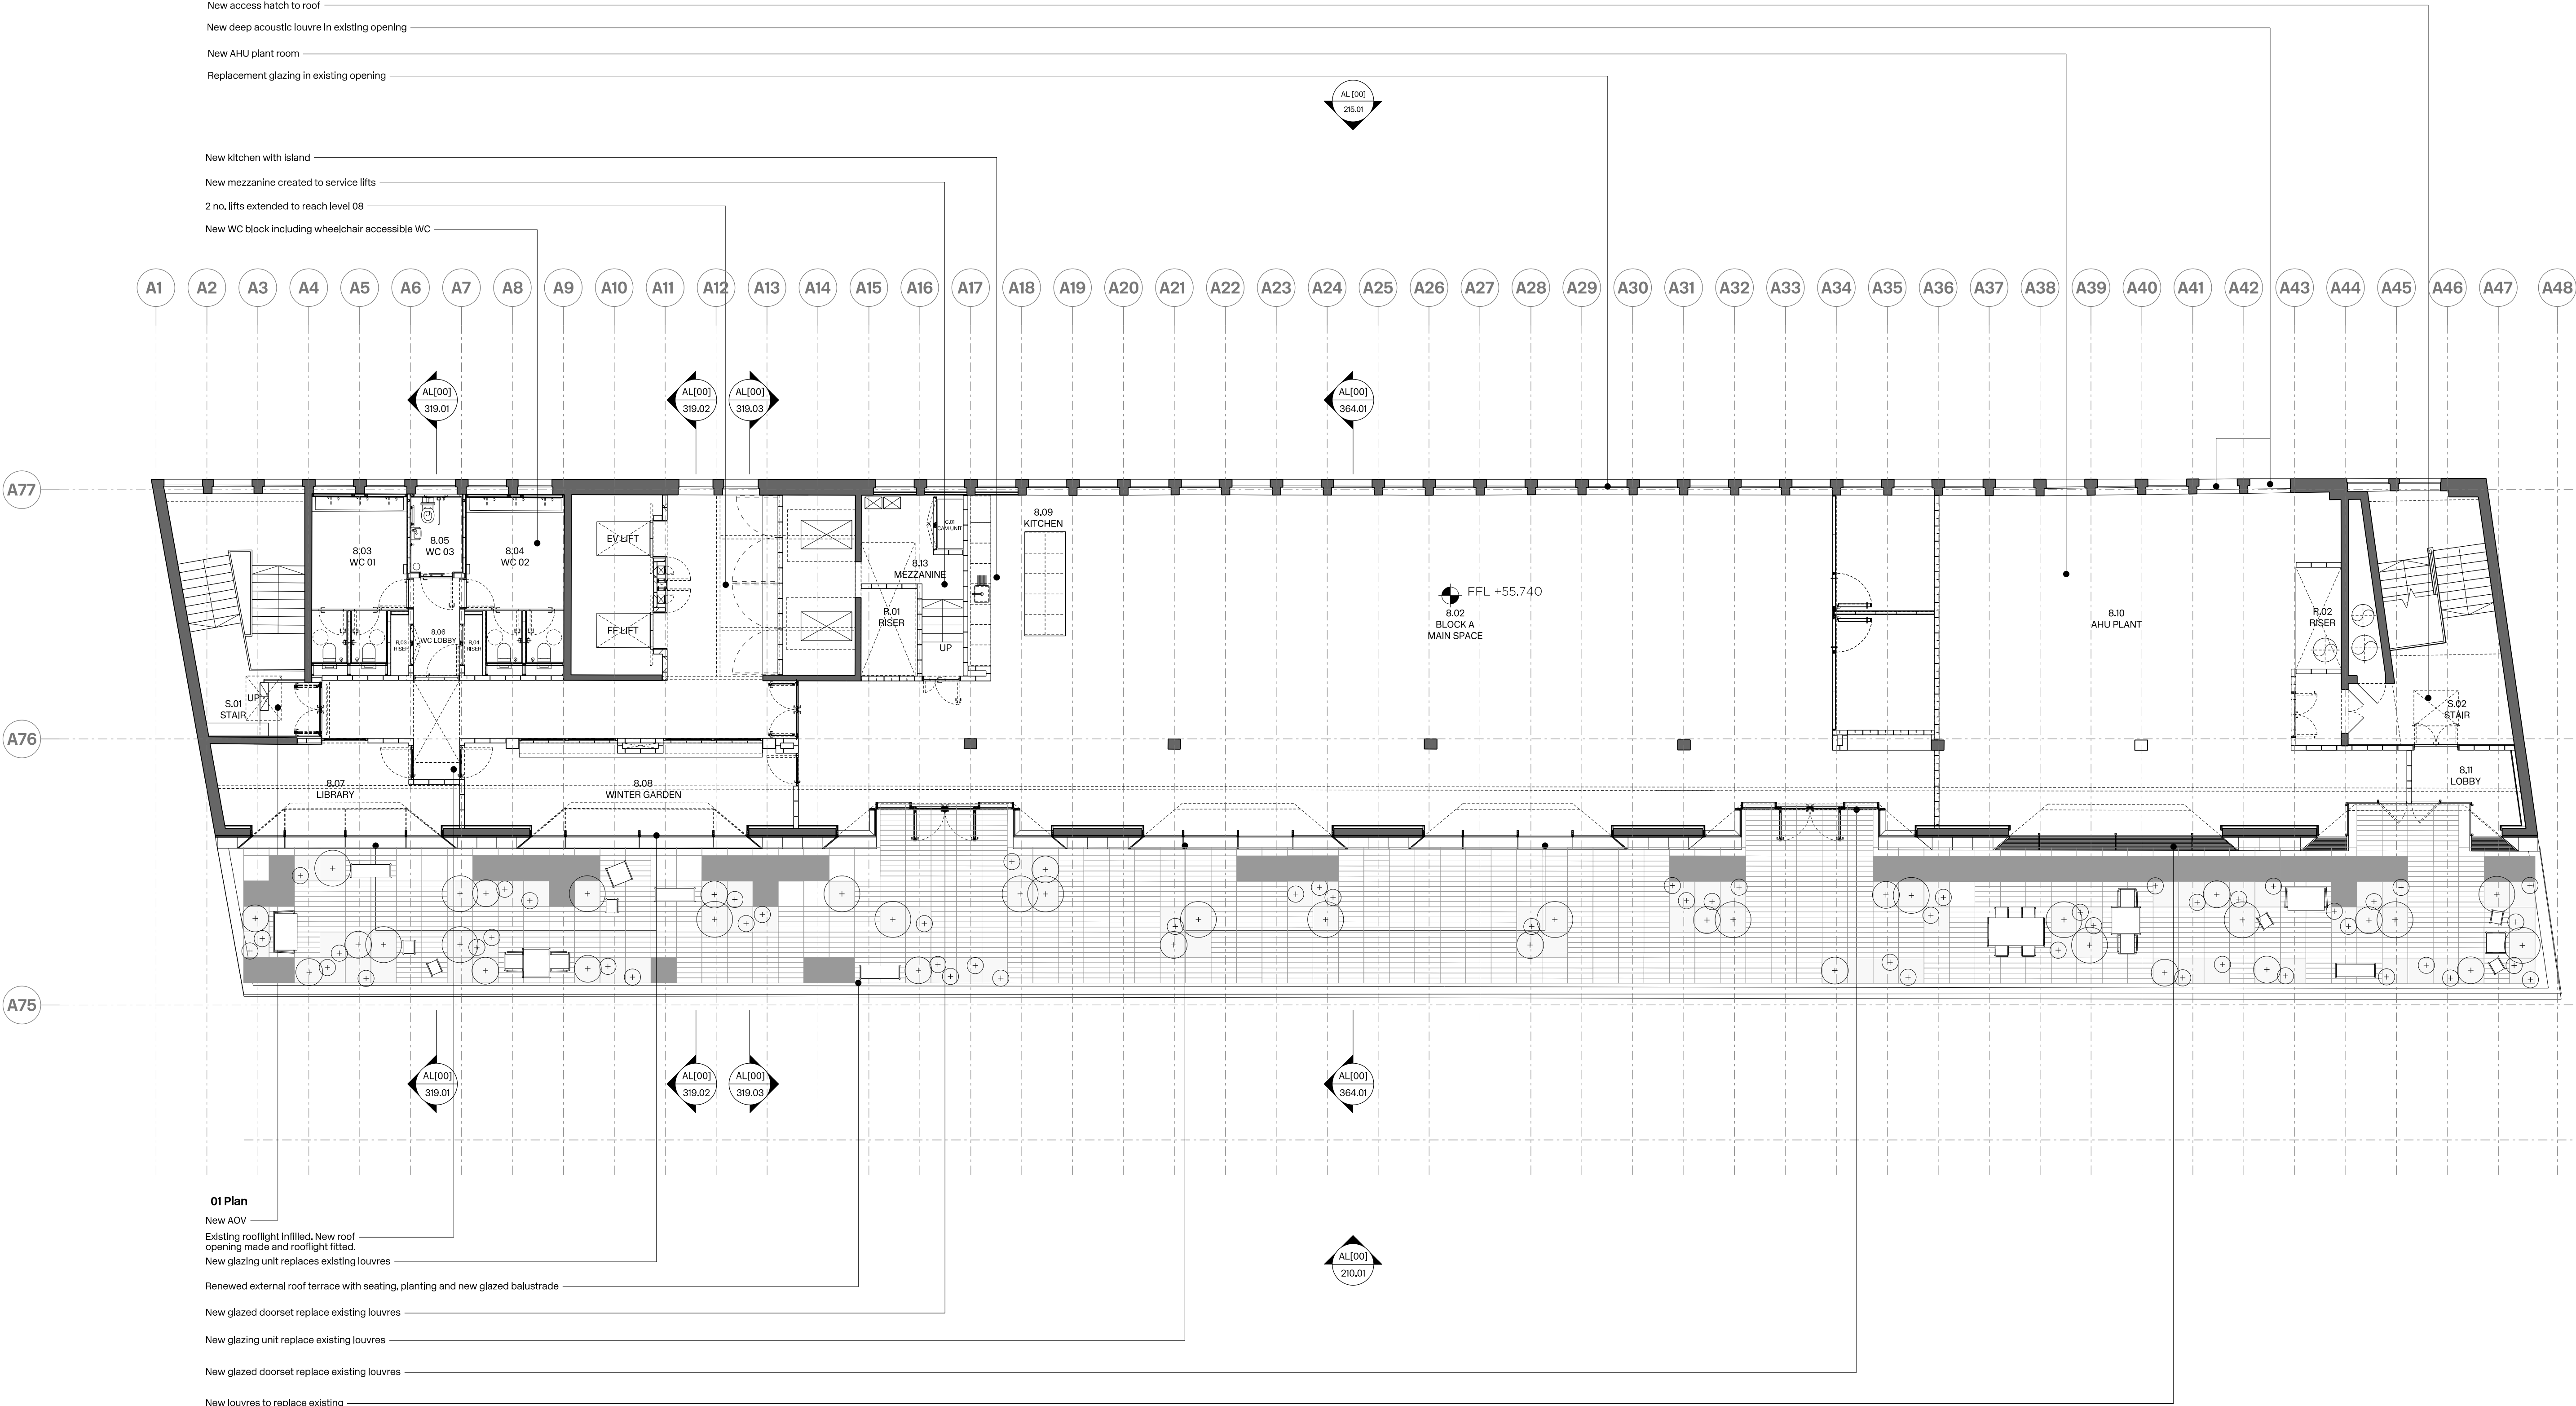 New access hatch to roof
New deep acoustic louvre in existing opening
New AHU plant room
Replacement glazing in existing opening
AL [00]
215.01
New kitchen with island
New mezzanine created to service lifts
2 no. lifts extended to reach level 08
New WC block including wheelchair accessible WC
A1 A2 A3 A4 A5 A6 A7 A8 A9 A10 A11 A12 A13 A14 A15 A16 A17 A18 A19 A20 A21 A22 A23 A24 A25 A26 A27 A28 A29 A30 A31 A32 A33 A34 A35 A36 A37 A38 A39 A40 A41 A42 A43 A44 A45 A46 A47 A48
AL[00]
319.01
AL[00]
319.02
AL[00]
319.03
AL[00]
364.01
A77
8.03
WC 01
8.05
WC 03
8.04
WC 02
EV LIFT
FF LIFT
C.01
CAM UNIT
8.13
MEZZANINE
R.01
RISER
UP
8.09
KITCHEN
FFL +55.740
8.02
BLOCK A
MAIN SPACE
8.10
AHU PLANT
R.02
RISER
R.03
RISER
8.06
WC LOBBY
R.04
RISER
UP
S.01
STAIR
S.02
STAIR
A76
8.07
LIBRARY
8.08
WINTER GARDEN
8.11
LOBBY
A75
AL[00]
319.01
AL[00]
319.02
AL[00]
319.03
AL[00]
364.01
01 Plan
New AOV
Existing rooflight infilled. New roof
opening made and rooflight fitted.
New glazing unit replaces existing louvres
Renewed external roof terrace with seating, planting and new glazed balustrade
New glazed doorset replace existing louvres
New glazing unit replace existing louvres
New glazed doorset replace existing louvres
New louvres to replace existing
AL[00]
210.01